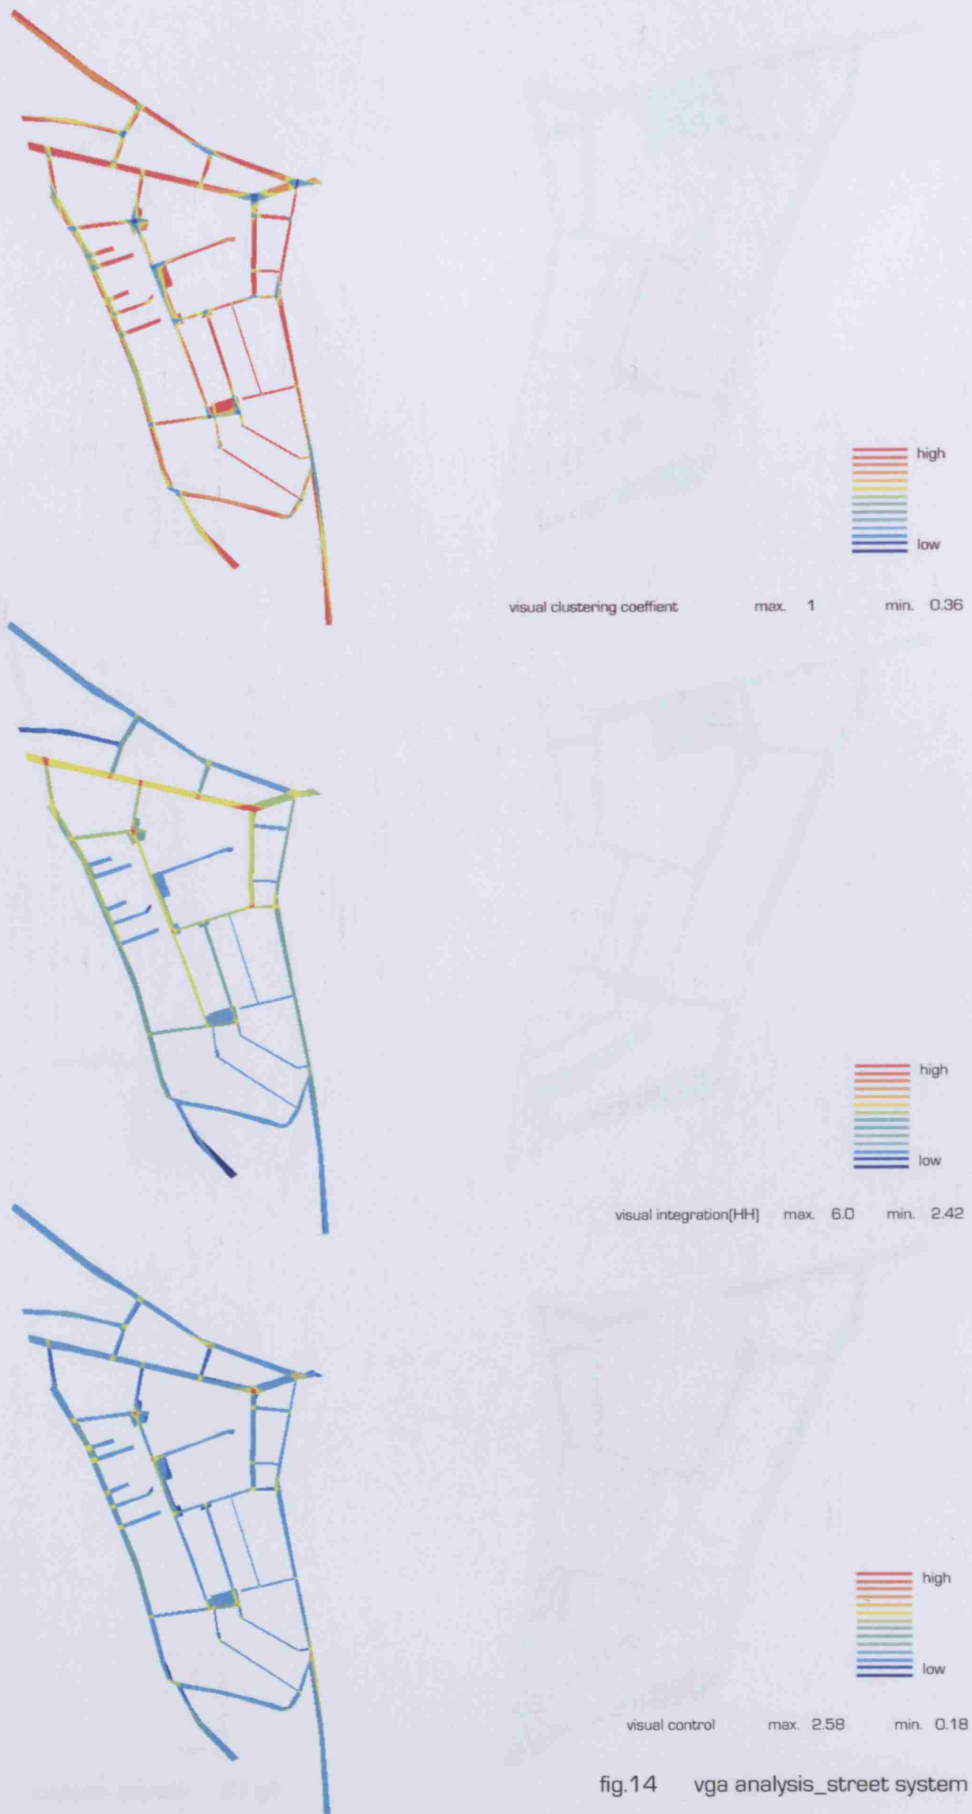 high
low
visual clustering coeffient max. 1 min. 0.36
high
low
visual integration(HH) max. 6.0 min. 2.42
high
low
visual control max. 2.58 min. 0.18
fig.14 vga analysis_street system